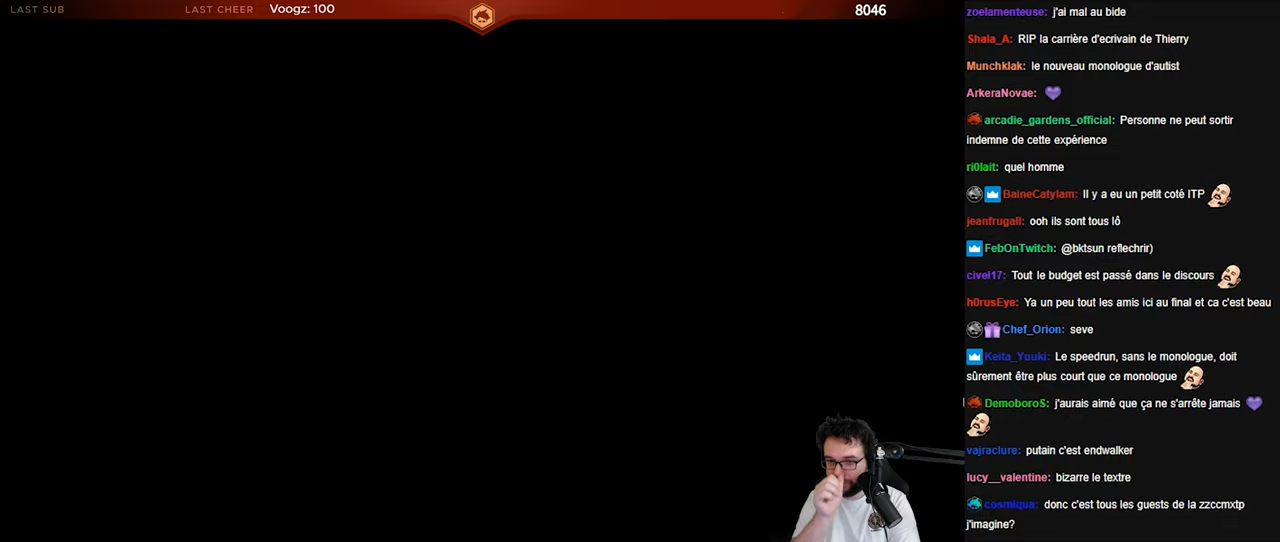 LAST SUB LAST CHEER Voogz: 100 8046
zoelamenteuse: j'ai mal au bide
Shala_A: RIP la carrière d'ecrivain de Thierry
Munchklak: le nouveau monologue d'autist
ArkeraNovae:
arcadie_gardens_official: Personne ne peut sortir
indemne de cette expérience
ri0lait: quel homme
BaineCatylam: Il y a eu un petit coté ITP
jeanfrugall: ooh ils sont tous lô
FebOnTwitch: @bktsun reflechrir)
civel17: Tout le budget est passé dans le discours
h0rusEye: Ya un peu tout les amis ici au final et ca c'est beau
Chef_Orion: seve
Keita_Yuuki: Le speedrun, sans le monologue, doit
sûrement être plus court que ce monologue
DemoboroS: j'aurais aimé que ça ne s'arrête jamais
vajraclure: putain c'est endwalker
lucy__valentine: bizarre le textre
cosmiqua: donc c'est tous les guests de la zzccmxtp
j'imagine?